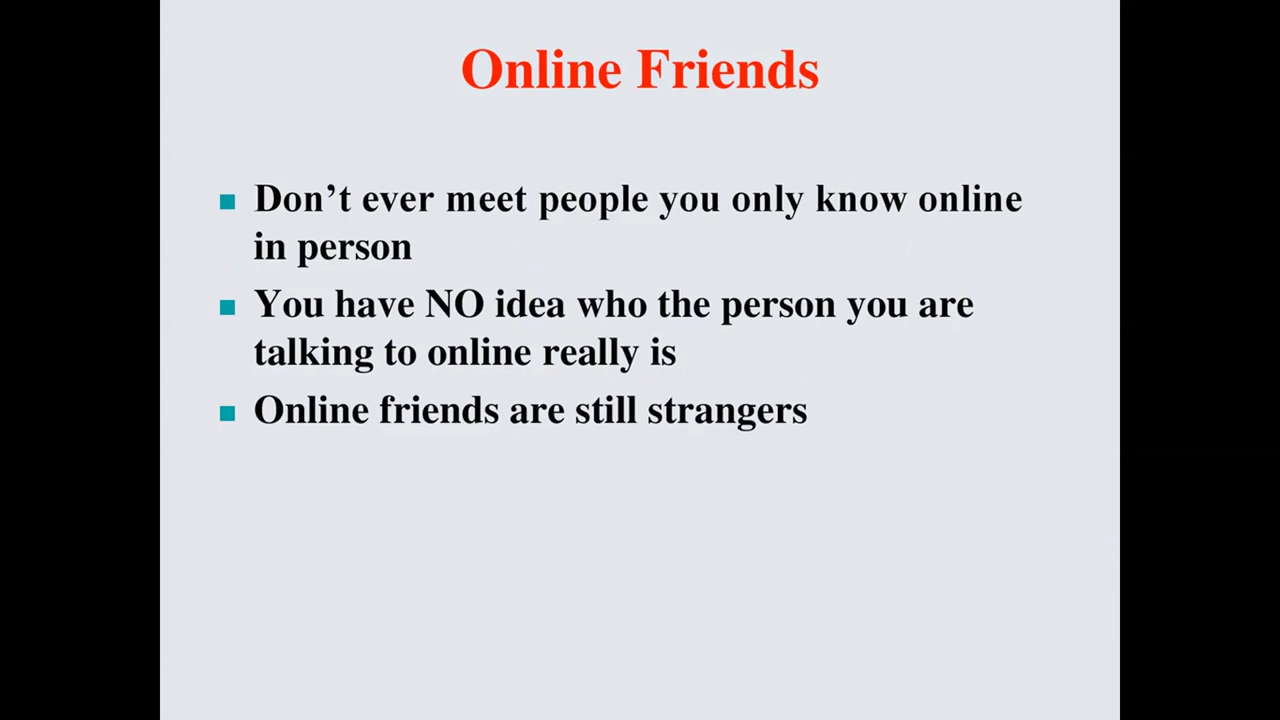 Online Friends
Don’t ever meet people you only know online
in person
You have NO idea who the person you are
talking to online really is
Online friends are still strangers